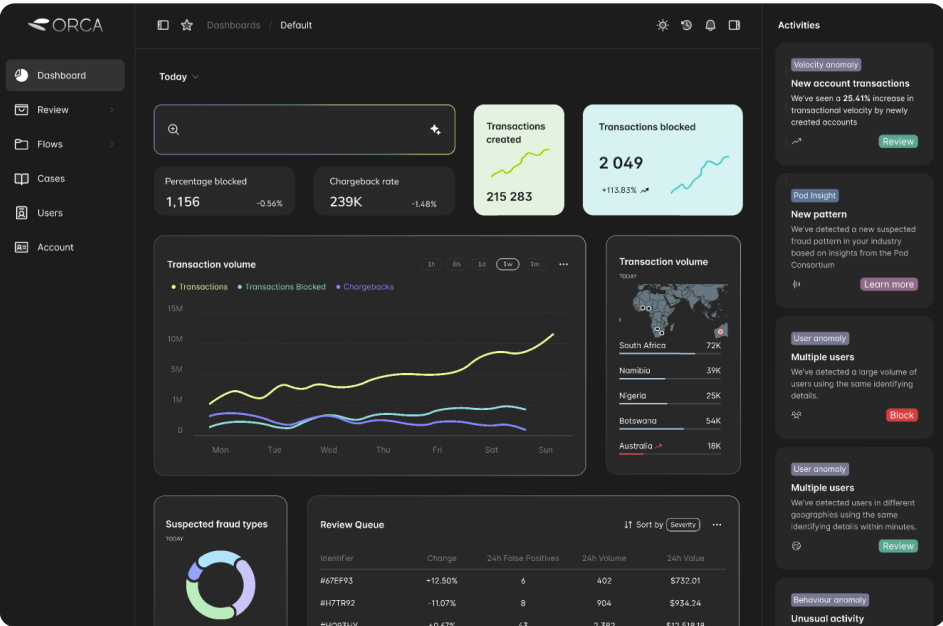 ORCA
Dashboard
Review
Flows
Cases
Users
Account
Dashboards / Default
Today
Percentage blocked
1,156 -0.56%
Chargeback rate
239K -1.48%
Transactions
created
215 283
Transactions blocked
2 049
+113.83%
Transaction volume
1h 6h 1d 1w 1m ...
Transactions Transactions Blocked Chargebacks
15M
10M
5M
1M
0
Mon Tue Wed Thu Fri Sat Sun
Transaction volume
TODAY
South Africa 72K
Namibia 39K
Nigeria 25K
Botswana 54K
Australia 18K
Suspected fraud types
TODAY
Review Queue
Sort by Severity ...
Identifier Change 24h False Positives 24h Volume 24h Value
#67EF93 +12.50% 6 402 $732.01
#H7TR92 -11.07% 8 904 $934.24
+0.67% 43 2,382
Activities
Velocity anomaly
New account transactions
We've seen a 25.41% increase in
transactional velocity by newly
created accounts
Review
Pod Insight
New pattern
We've detected a new suspected
fraud pattern in your industry
based on insights from the Pod
Consortium
Learn more
User anomaly
Multiple users
We've detected a large volume of
users using the same identifying
details.
Block
User anomaly
Multiple users
We've detected users in different
geographies using the same
identifying details within minutes.
Review
Behaviour anomaly
Unusual activity